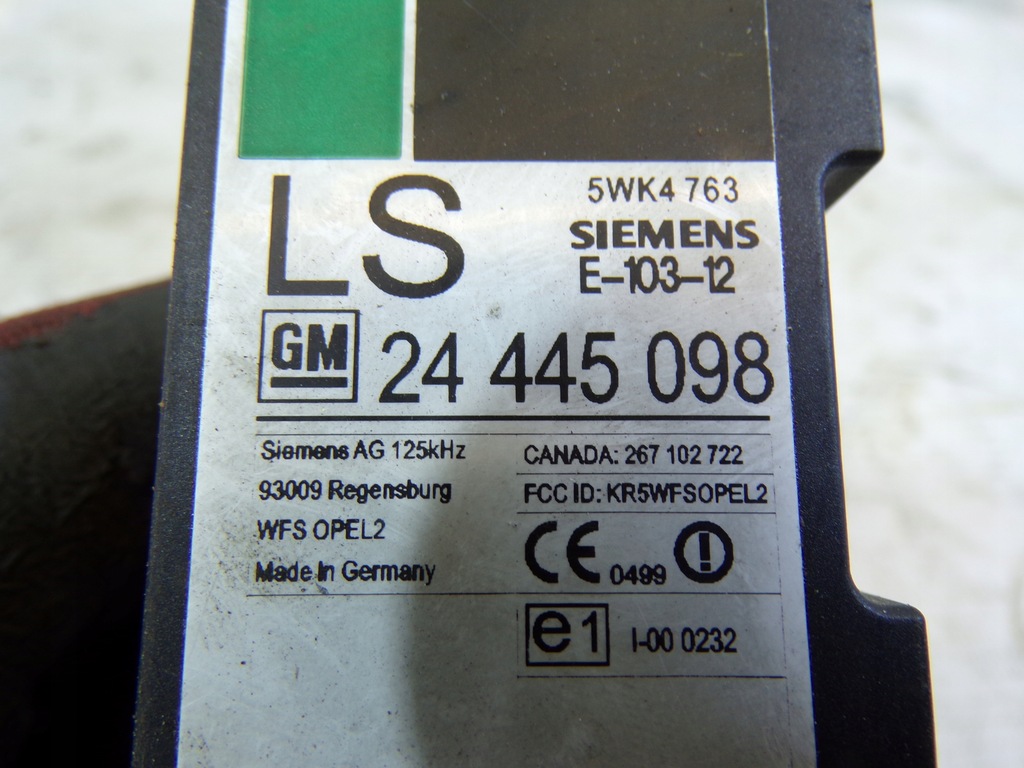 LS
5WK4 763
SIEMENS
E-103-12
GM 24 445 098
Siemens AG 125kHz
93009 Regensburg
WFS OPEL2
Made In Germany
CANADA: 267 102 722
FCC ID: KR5WFSOPEL2
CE 0499 !
e1 I-00 0232